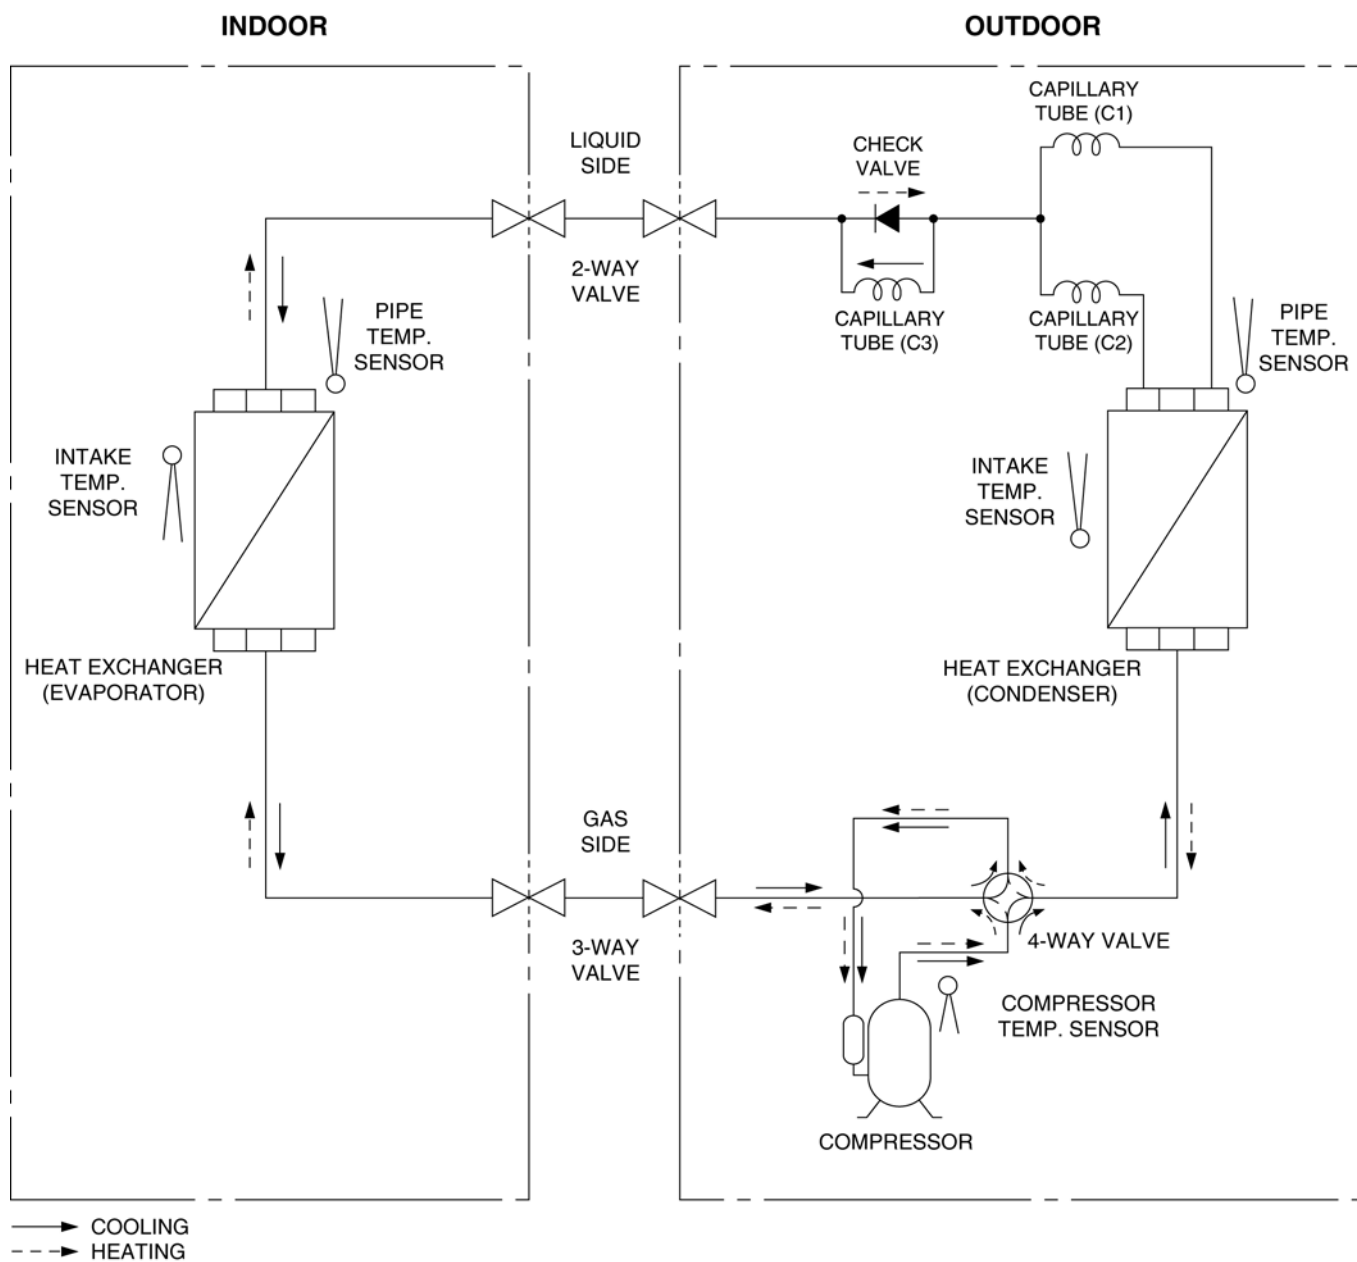 INDOOR
OUTDOOR
CAPILLARY
TUBE (C1)
LIQUID
SIDE
CHECK
VALVE
2-WAY
VALVE
CAPILLARY
TUBE (C3)
CAPILLARY
TUBE (C2)
PIPE
TEMP.
SENSOR
PIPE
TEMP.
SENSOR
INTAKE
TEMP.
SENSOR
INTAKE
TEMP.
SENSOR
HEAT EXCHANGER
(EVAPORATOR)
HEAT EXCHANGER
(CONDENSER)
GAS
SIDE
3-WAY
VALVE
4-WAY VALVE
COMPRESSOR
TEMP. SENSOR
COMPRESSOR
COOLING
HEATING